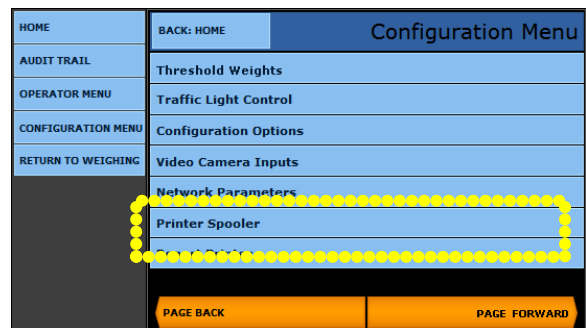 HOME
AUDIT TRAIL
OPERATOR MENU
CONFIGURATION MENU
RETURN TO WEIGHING
BACK: HOME
Configuration Menu
Threshold Weights
Traffic Light Control
Configuration Options
Video Camera Inputs
Network Parameters
Printer Spooler
PAGE BACK
PAGE FORWARD